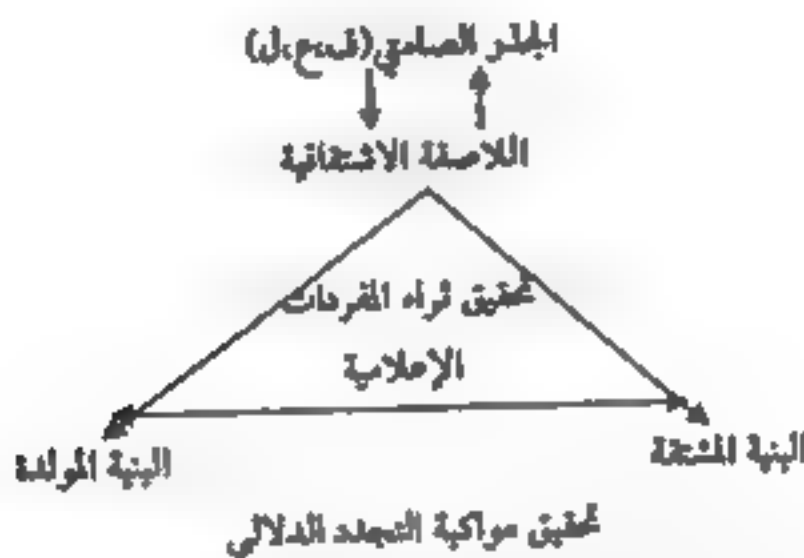 الجذر الصامتي (ف،ع،ل)
اللاصقة الاشتقاقية
تحقيق ثراء المفردات
الإعلامية
البنية المشتقة
البنية المولدة
تحقيق مواكبة التجدد الدلالي